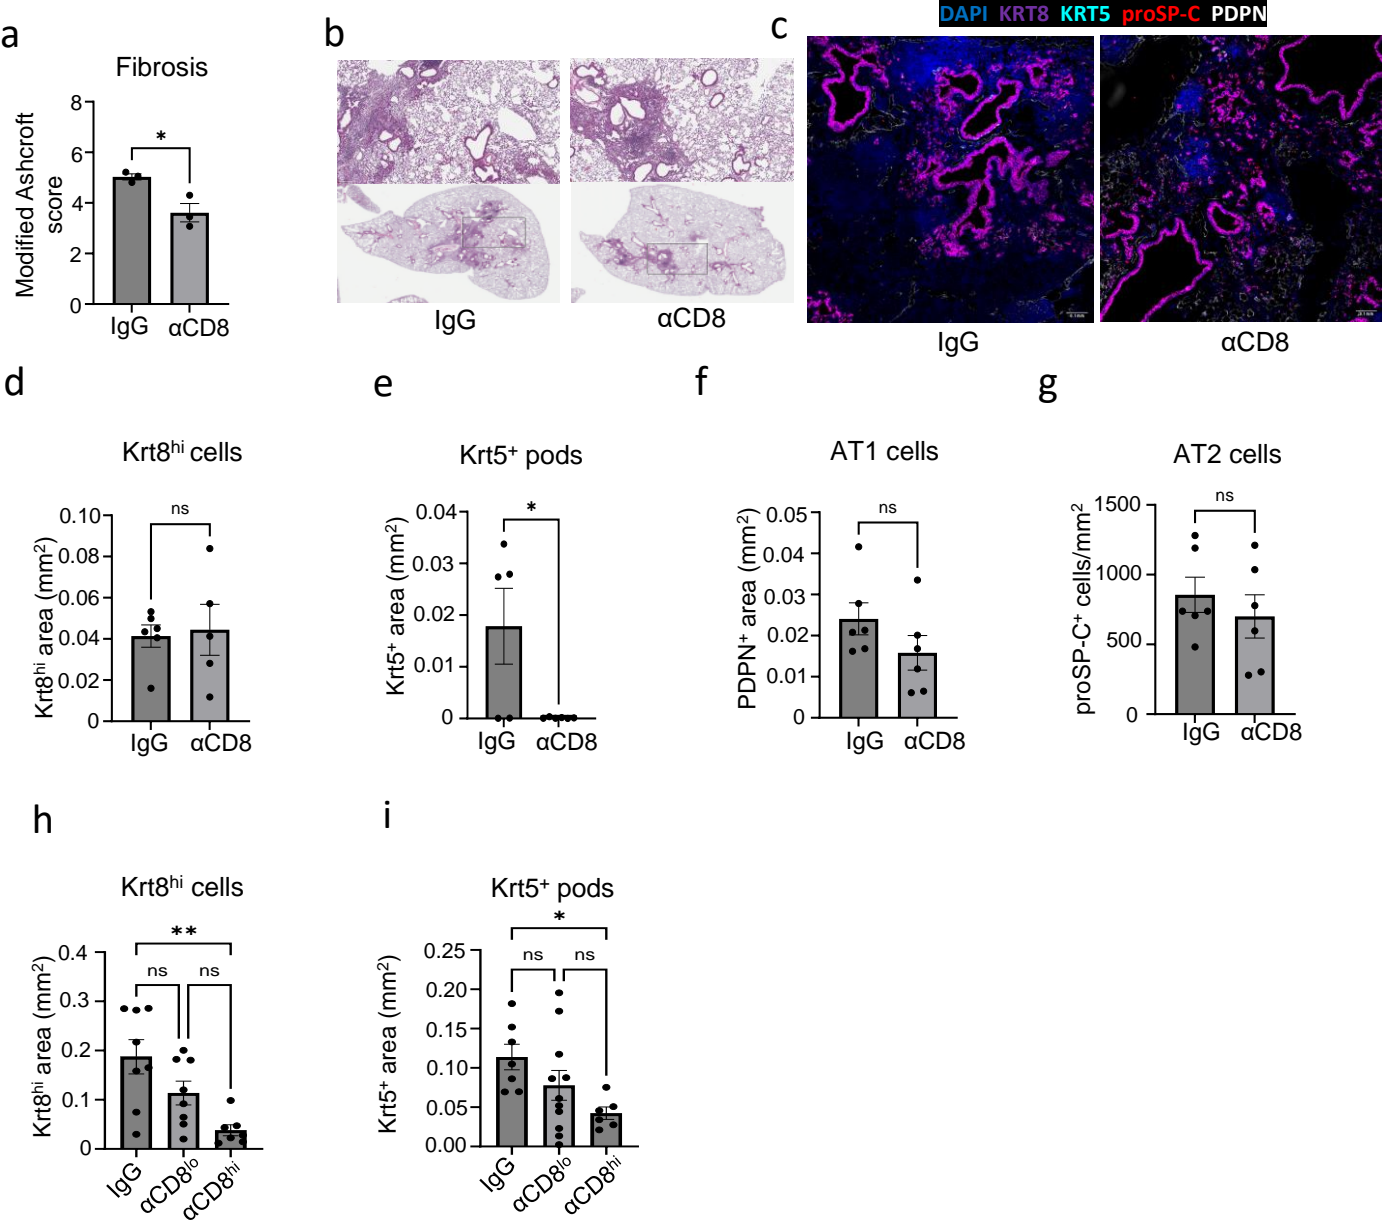 a
Fibrosis
Modified Ashcroft
score
8
6
4
2
0
*
IgG
αCD8
b
IgG
αCD8
c
DAPI KRT8 KRT5 proSP-C PDPN
IgG
αCD8
d
Krt8hi cells
Krt8hi area (mm2)
0.10
0.08
0.06
0.04
0.02
0
ns
IgG
αCD8
e
Krt5+ pods
Krt5+ area (mm2)
0.04
0.03
0.02
0.01
0
*
IgG
αCD8
f
AT1 cells
PDPN+ area (mm2)
0.05
0.04
0.03
0.02
0.01
0
ns
IgG
αCD8
g
AT2 cells
proSP-C+ cells/mm2
1500
1000
500
0
ns
IgG
αCD8
h
Krt8hi cells
Krt8hi area (mm2)
0.4
0.3
0.2
0.1
0
**
ns
ns
IgG
αCD8lo
αCD8hi
i
Krt5+ pods
Krt5+ area (mm2)
0.25
0.20
0.15
0.10
0.05
0.00
*
ns
ns
IgG
αCD8lo
αCD8hi